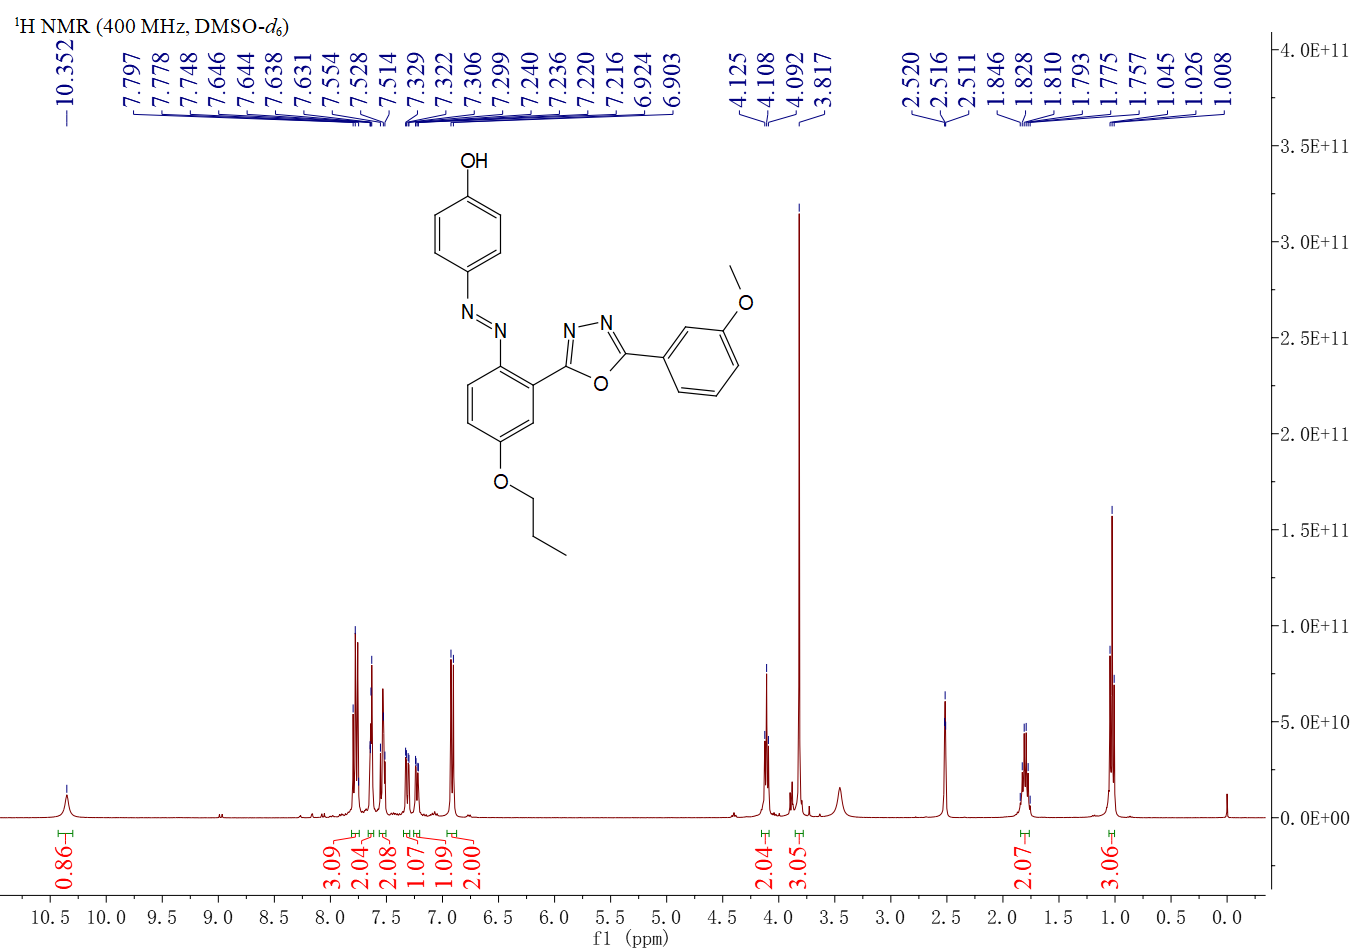 ¹H NMR (400 MHz, DMSO-d₆)
—10.352
7.797
7.778
7.748
7.646
7.644
7.638
7.631
7.554
7.528
7.514
7.329
7.322
7.306
7.299
7.240
7.236
7.220
7.216
6.924
6.903
4.125
4.108
4.092
3.817
2.520
2.516
2.511
1.846
1.828
1.810
1.793
1.775
1.757
1.045
1.026
1.008
4.0E+11
3.5E+11
3.0E+11
2.5E+11
2.0E+11
1.5E+11
1.0E+11
5.0E+10
0.0E+00
OH
N
N
N
N
O
O
O
0.86
3.09
2.04
2.08
1.07
1.09
2.00
2.04
3.05
2.07
3.06
10.5 10.0 9.5 9.0 8.5 8.0 7.5 7.0 6.5 6.0 5.5 5.0 4.5 4.0 3.5 3.0 2.5 2.0 1.5 1.0 0.5 0.0
f1 (ppm)